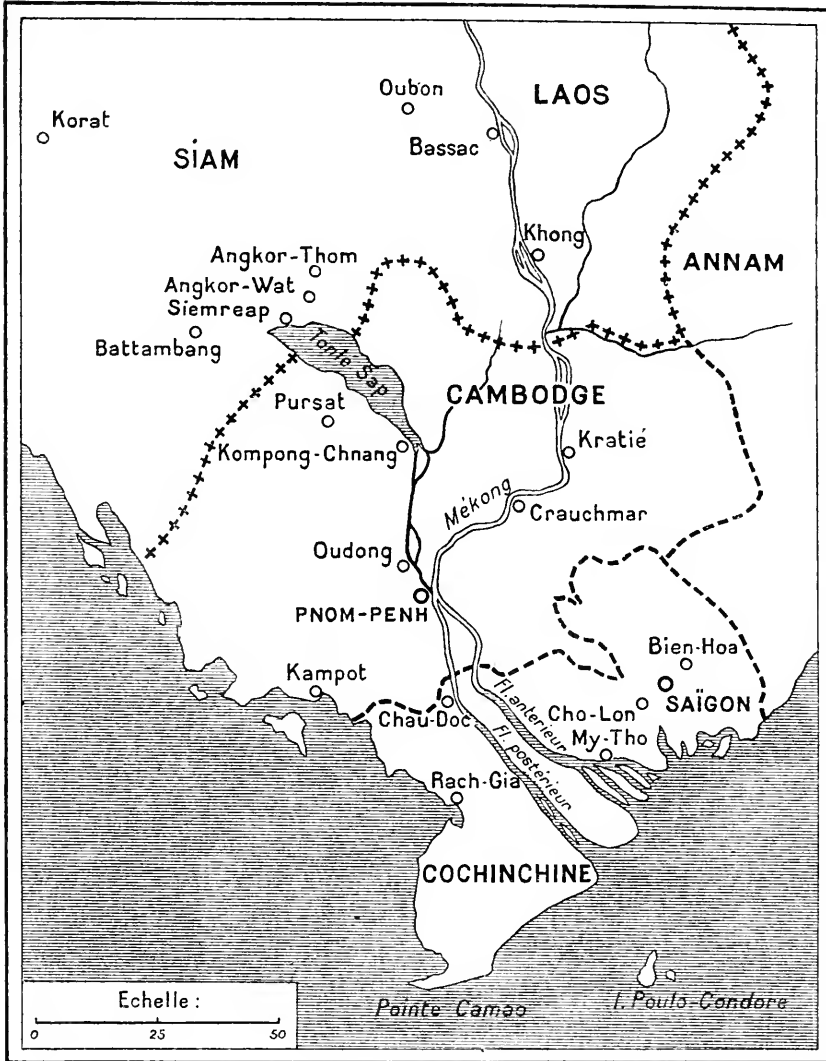 Korat
Oubon
LAOS
SIAM
Bassac
Khong
ANNAM
Angkor-Thom
Angkor-Wat
Siemreap
Battambang
Tonlé Sap
CAMBODGE
Pursat
Kompong-Chnang
Kratié
Mékong
Crauchmar
Oudong
PNOM-PENH
Bien-Hoa
Kampot
SAÏGON
Chau-Doc
Fl. antérieur
Cho-Lon
My-Tho
Fl. postérieur
Rach-Gia
COCHINCHINE
Echelle :
0 25 50
Pointe Camao
I. Poulo-Condore